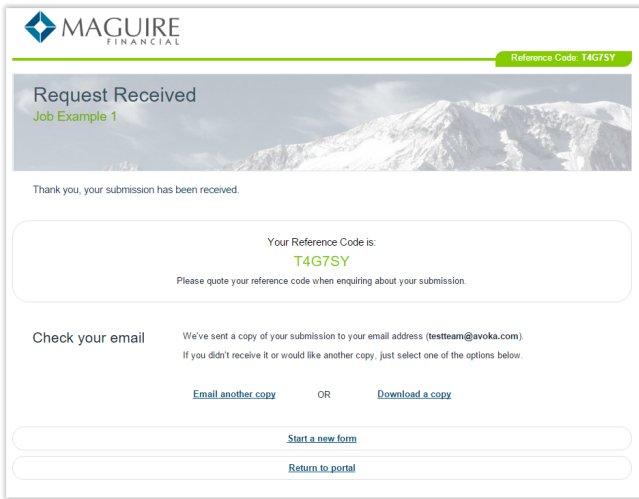 MAGUIRE
FINANCIAL
Reference Code: T4G7SY
Request Received
Job Example 1
Thank you, your submission has been received.
Your Reference Code is:
T4G7SY
Please quote your reference code when enquiring about your submission.
Check your email
We've sent a copy of your submission to your email address (testteam@avoka.com).
If you didn't receive it or would like another copy, just select one of the options below.
Email another copy OR Download a copy
Start a new form
Return to portal